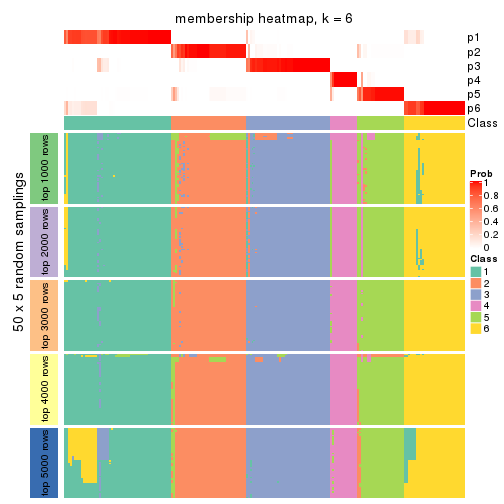 membership heatmap, k = 6
p1
p2
p3
p4
p5
p6
Class
50 x 5 random samplings
top 1000 rows
top 2000 rows
top 3000 rows
top 4000 rows
top 5000 rows
Prob
1
0.8
0.6
0.4
0.2
0
Class
1
2
3
4
5
6